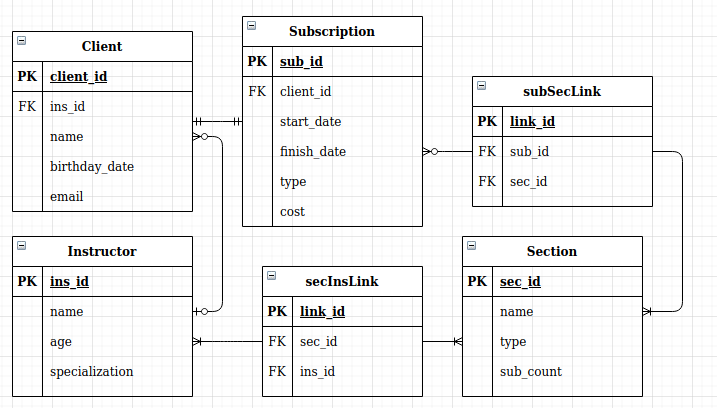 Client
PK client_id
FK ins_id
name
birthday_date
email
Subscription
PK sub_id
FK client_id
start_date
finish_date
type
cost
subSecLink
PK link_id
FK sub_id
FK sec_id
Instructor
PK ins_id
name
age
specialization
secInsLink
PK link_id
FK sec_id
FK ins_id
Section
PK sec_id
name
type
sub_count